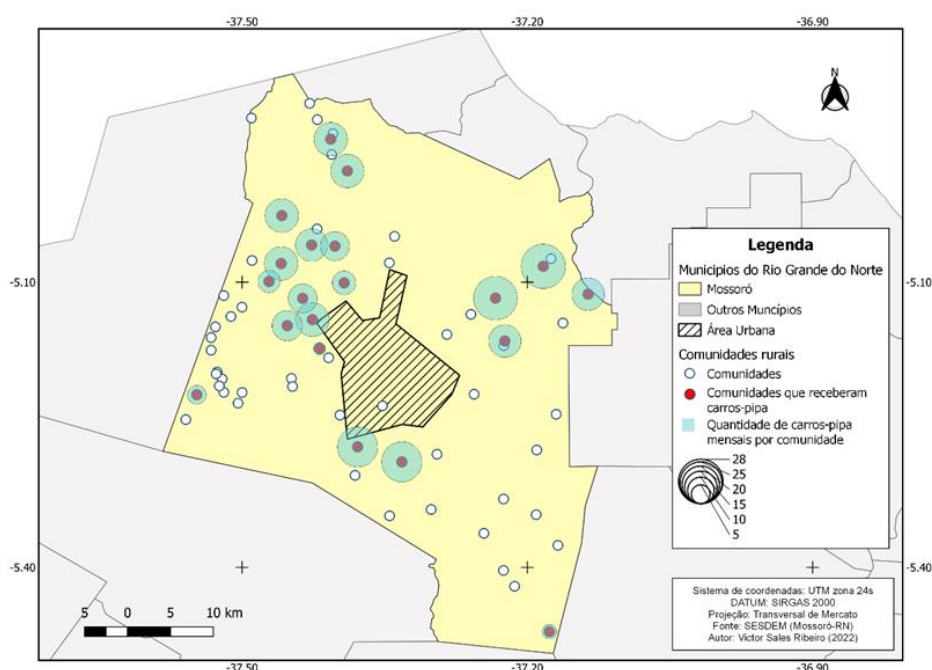 -37.50
-37.20
-36.90
N
-5.10
-5.10
Legenda
Municipios do Rio Grande do Norte
Mossoró
Outros Muncípios
Área Urbana
Comunidades rurais
Comunidades
Comunidades que receberam
carros-pipa
Quantidade de carros-pipa
mensais por comunidade
28
25
20
15
10
5
-5.40
-5.40
Sistema de coordenadas: UTM zona 24s
DATUM: SIRGAS 2000
Projeção: Transversal de Mercato
Fonte: SESDEM (Mossoró-RN)
Autor: Victor Sales Ribeiro (2022)
5 0 5 10 km
-37.50
-37.20
-36.90